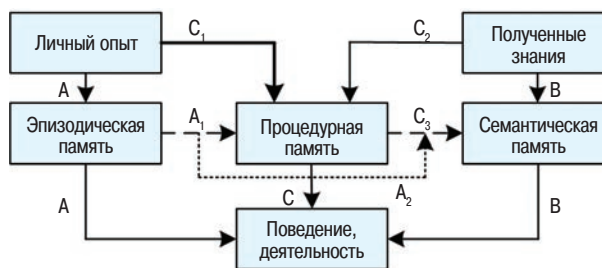 Личный опыт
C₁
C₂
Полученные
знания
A
B
Эпизодическая
память
A₁
Процедурная
память
C₃
Семантическая
память
A
C
A₂
B
Поведение,
деятельность